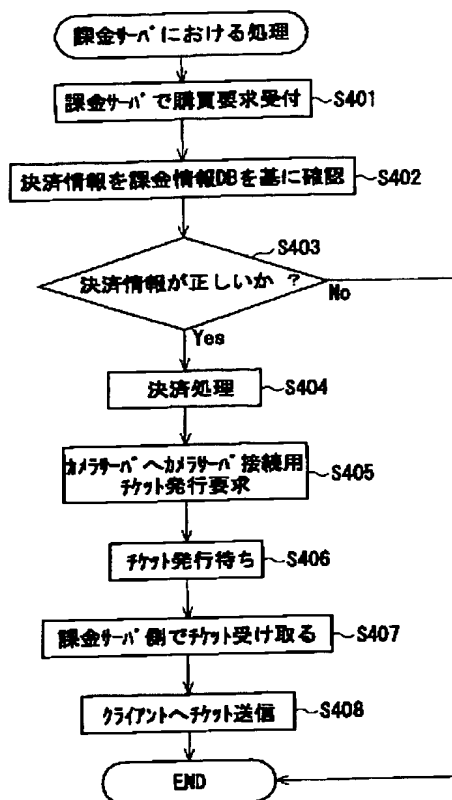 課金ｻｰﾊﾞにおける処理
課金ｻｰﾊﾞで購買要求受付
S401
決済情報を課金情報DBを基に確認
S402
S403
決済情報が正しいか ？
No
Yes
決済処理
S404
ｶﾒﾗｻｰﾊﾞへｶﾒﾗｻｰﾊﾞ接続用
ﾁｹｯﾄ発行要求
S405
ﾁｹｯﾄ発行待ち
S406
課金ｻｰﾊﾞ側でﾁｹｯﾄ受け取る
S407
ｸﾗｲｱﾝﾄへﾁｹｯﾄ送信
S408
END